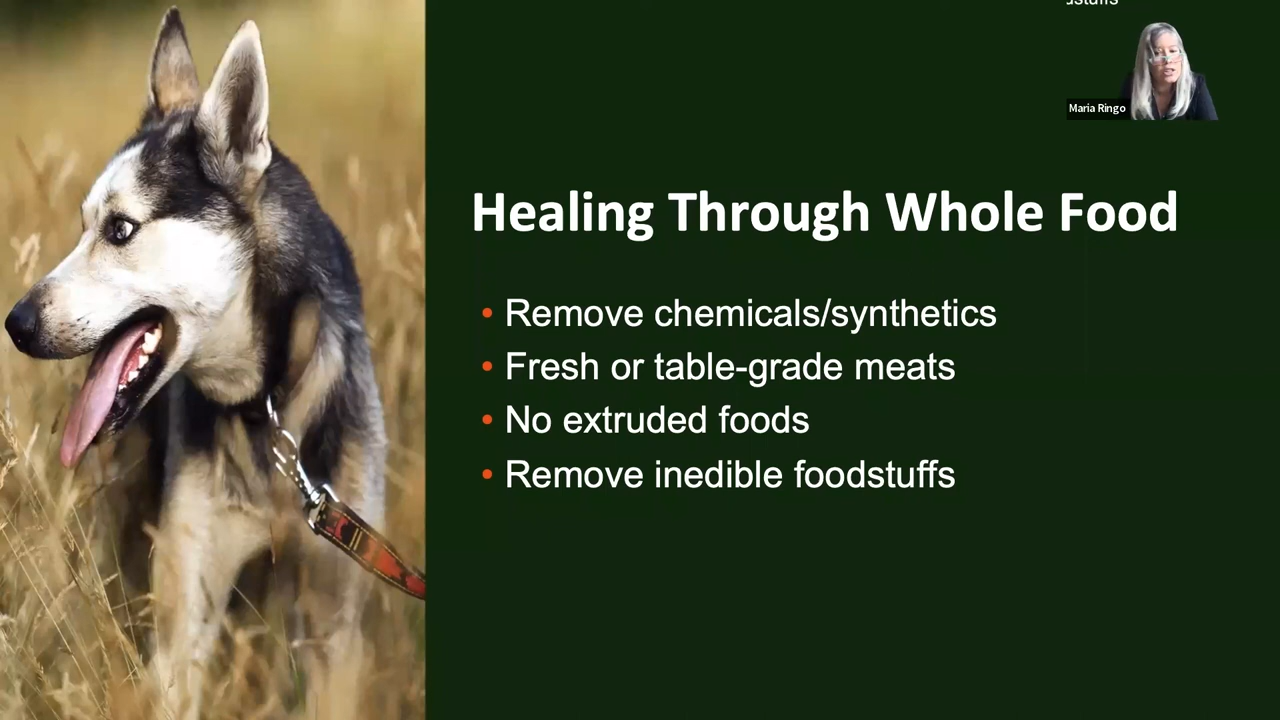 Maria Ringo
Healing Through Whole Food
• Remove chemicals/synthetics
• Fresh or table-grade meats
• No extruded foods
• Remove inedible foodstuffs